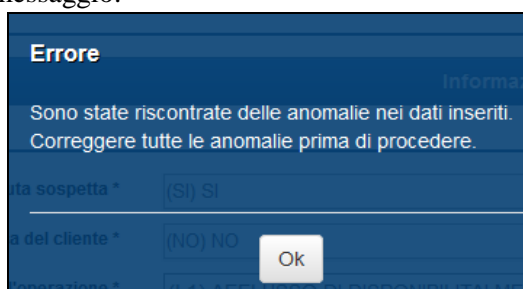 messaggio.
Errore
Informa
Sono state riscontrate delle anomalie nei dati inseriti.
Correggere tutte le anomalie prima di procedere.
uta sospetta * (SI) SI
a del cliente * (NO) NO
Ok